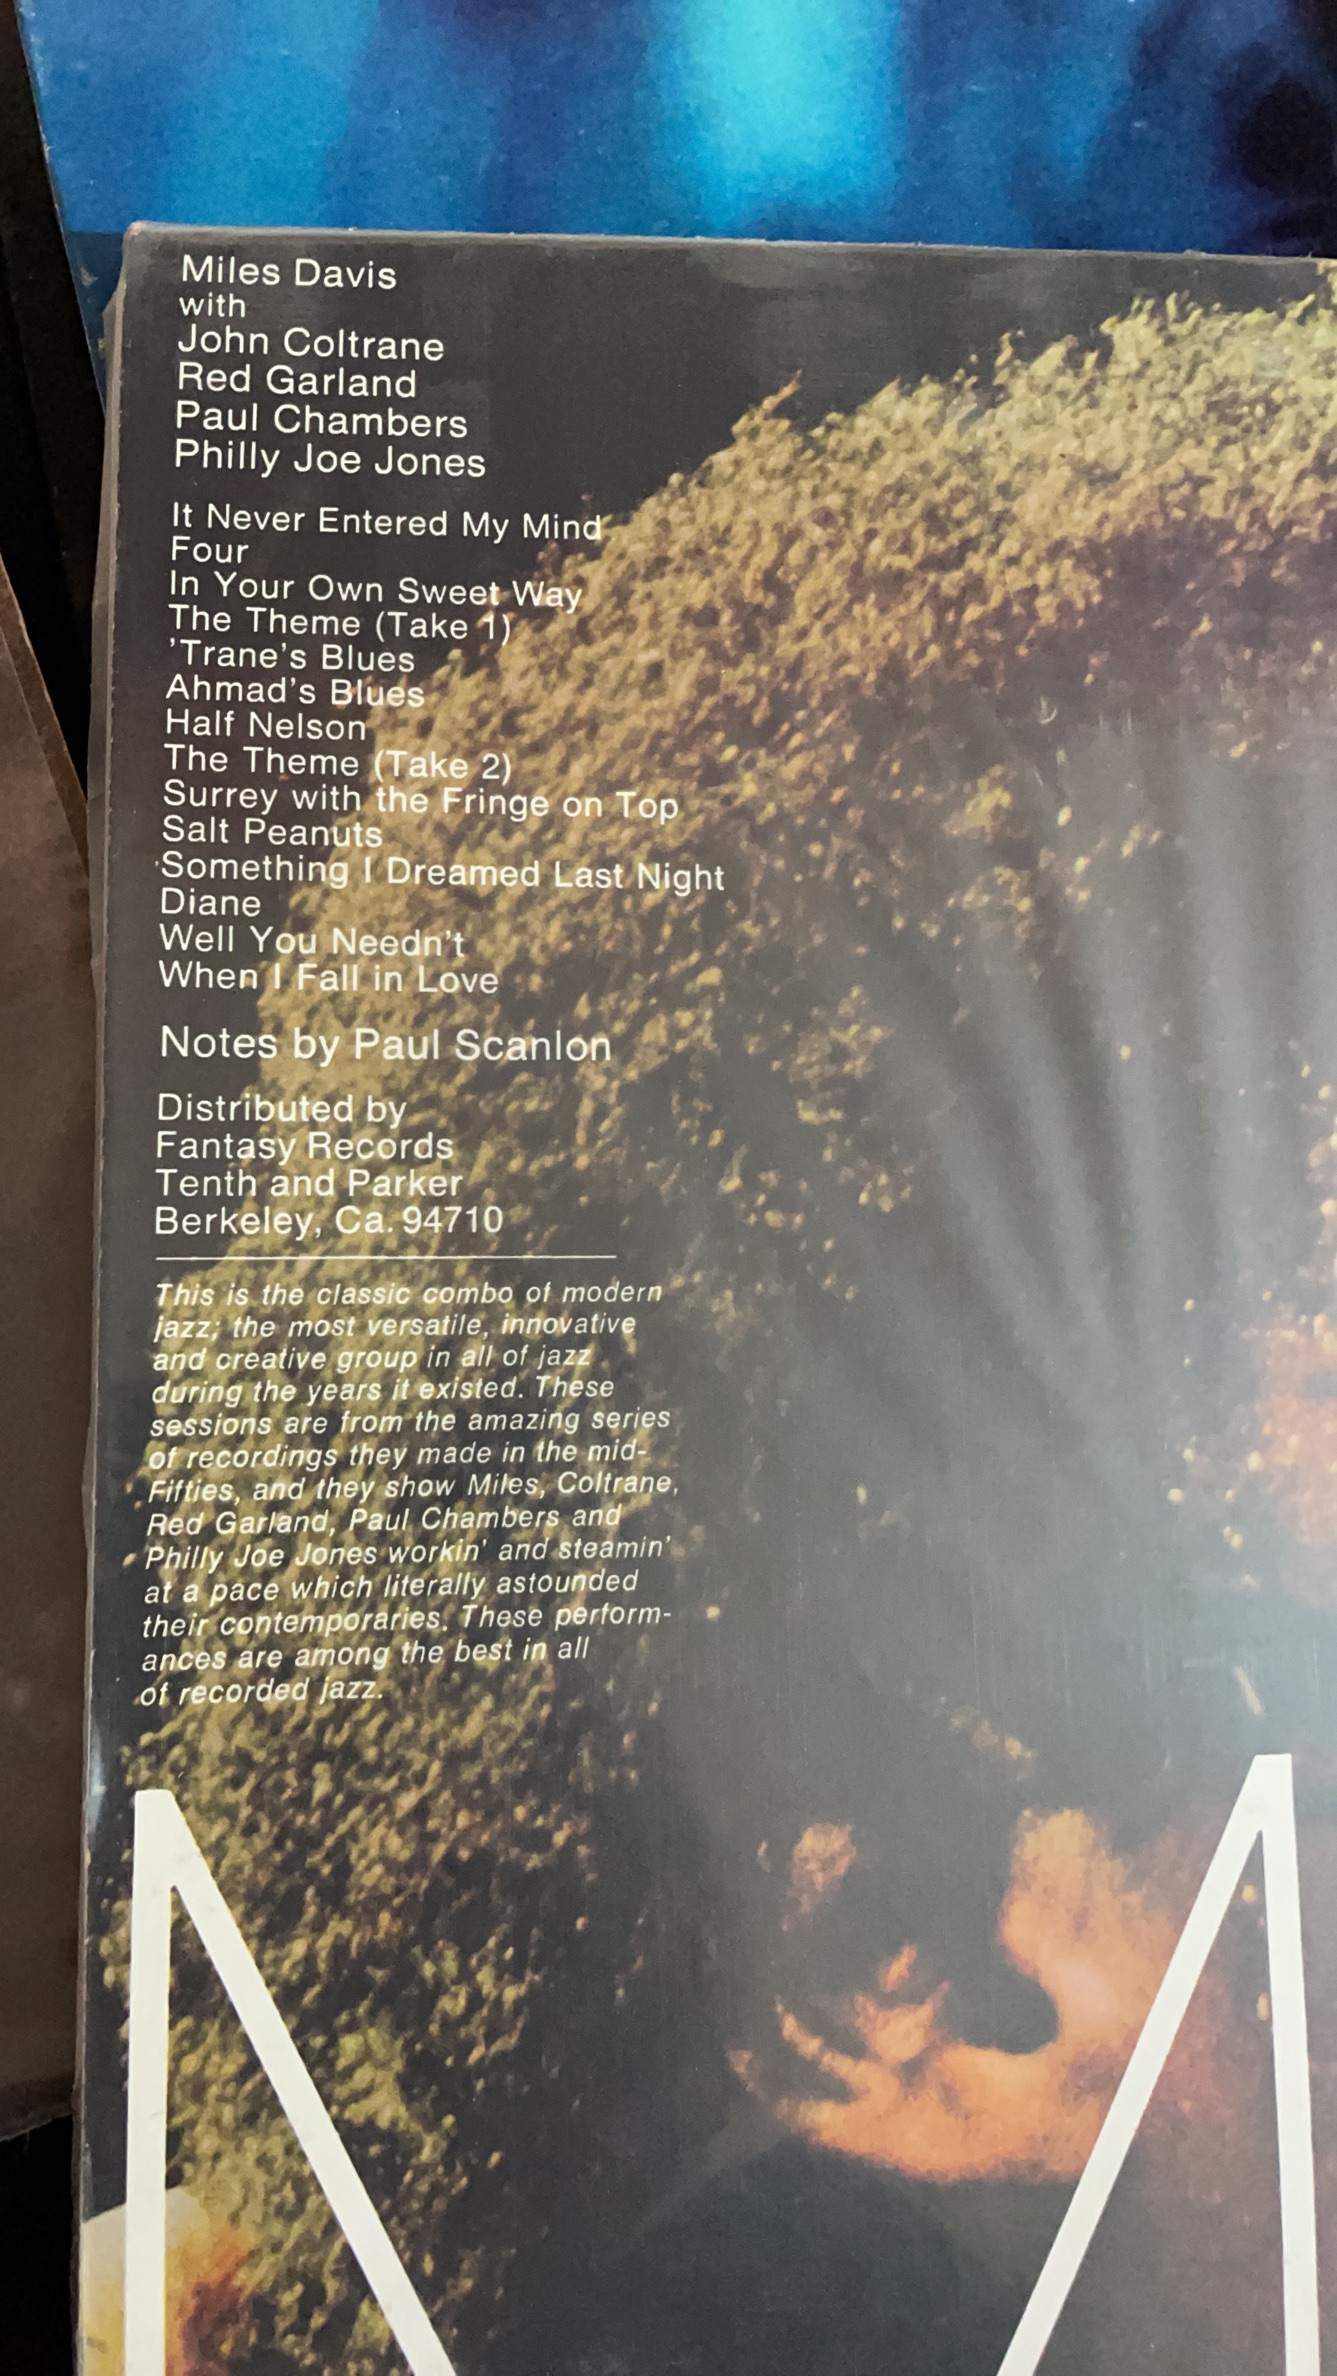 Miles Davis
with
John Coltrane
Red Garland
Paul Chambers
Philly Joe Jones
It Never Entered My Mind
Four
In Your Own Sweet Way
The Theme (Take 1)
'Trane's Blues
Ahmad's Blues
Half Nelson
The Theme (Take 2)
Surrey with the Fringe on Top
Salt Peanuts
Something I Dreamed Last Night
Diane
Well You Needn't
When I Fall in Love
Notes by Paul Scanlon
Distributed by
Fantasy Records
Tenth and Parker
Berkeley, Ca. 94710
This is the classic combo of modern
jazz; the most versatile, innovative
and creative group in all of jazz
during the years it existed. These
sessions are from the amazing series
of recordings they made in the mid-
Fifties, and they show Miles, Coltrane,
Red Garland, Paul Chambers and
Philly Joe Jones workin' and steamin'
at a pace which literally astounded
their contemporaries. These perform-
ances are among the best in all
of recorded jazz.
M